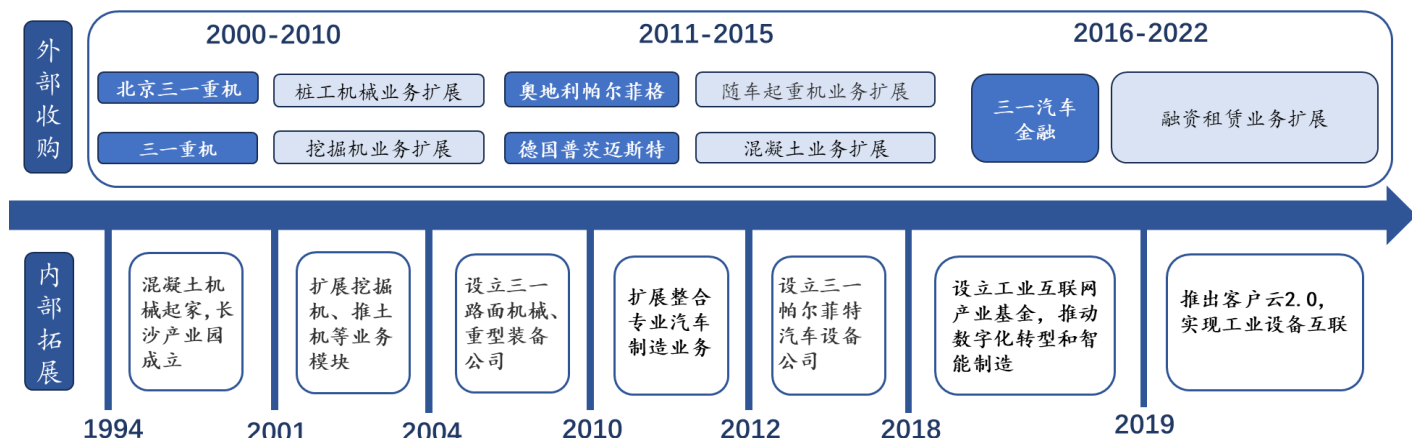 外部收购
2000-2010
2011-2015
2016-2022
北京三一重机
桩工机械业务扩展
奥地利帕尔菲格
随车起重机业务扩展
三一重机
挖掘机业务扩展
德国普茨迈斯特
混凝土业务扩展
三一汽车
金融
融资租赁业务扩展
内部拓展
混凝土机
械起家,长
沙产业园
成立
扩展挖掘
机、推土
机等业务
模块
设立三一
路面机械、
重型装备
公司
扩展整合
专业汽车
制造业务
设立三一
帕尔菲特
汽车设备
公司
设立工业互联网
产业基金，推动
数字化转型和智
能制造
推出客户云2.0，
实现工业设备互联
1994
2001
2004
2010
2012
2018
2019